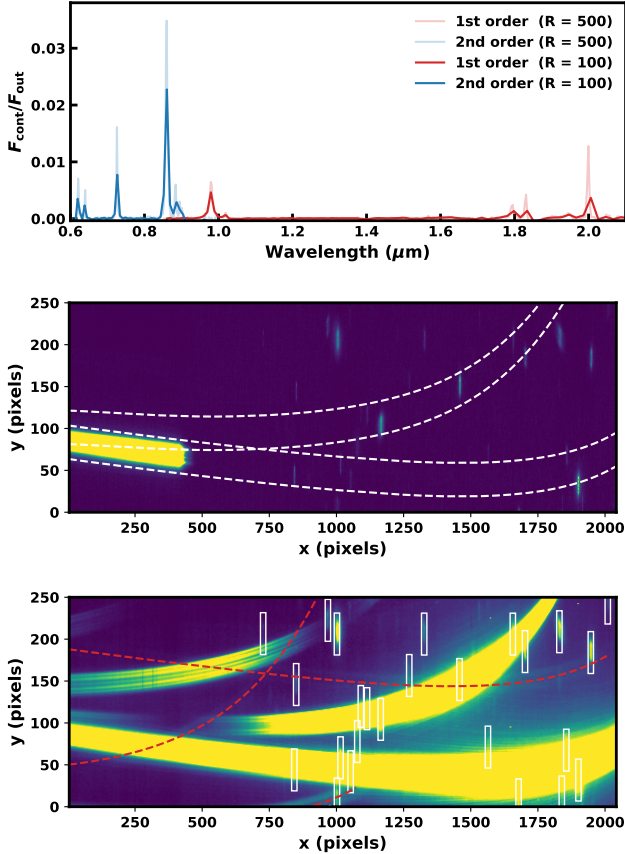 1st order (R = 500)
2nd order (R = 500)
1st order (R = 100)
2nd order (R = 100)
F_cont/F_out
0.03
0.02
0.01
0.00
0.6 0.8 1.0 1.2 1.4 1.6 1.8 2.0
Wavelength (μm)
y (pixels)
250
200
150
100
50
0
250 500 750 1000 1250 1500 1750 2000
x (pixels)
y (pixels)
250
200
150
100
50
0
250 500 750 1000 1250 1500 1750 2000
x (pixels)